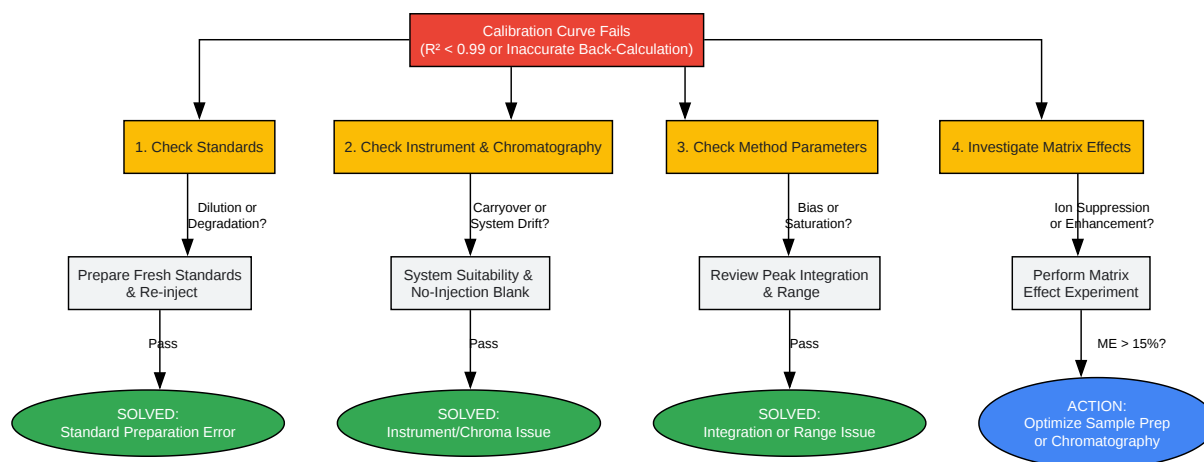 Calibration Curve Fails
(R² < 0.99 or Inaccurate Back-Calculation)
1. Check Standards
2. Check Instrument & Chromatography
3. Check Method Parameters
4. Investigate Matrix Effects
Dilution or
Degradation?
Carryover or
System Drift?
Bias or
Saturation?
Ion Suppression
or Enhancement?
Prepare Fresh Standards
& Re-inject
System Suitability &
No-Injection Blank
Review Peak Integration
& Range
Perform Matrix
Effect Experiment
Pass
Pass
Pass
ME > 15%?
SOLVED:
Standard Preparation Error
SOLVED:
Instrument/Chroma Issue
SOLVED:
Integration or Range Issue
ACTION:
Optimize Sample Prep
or Chromatography